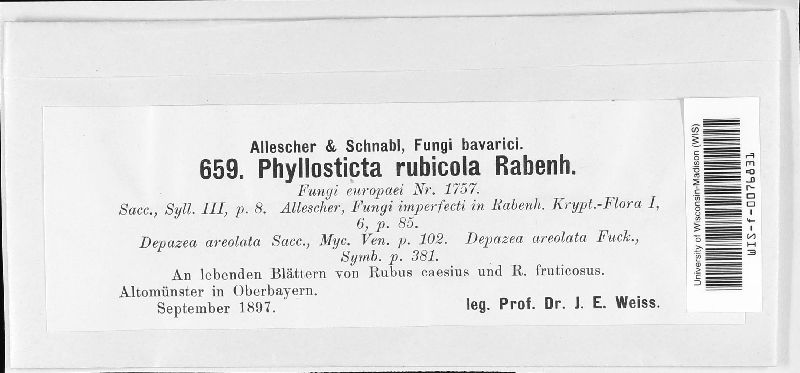 Allescher & Schnabl, Fungi bavarici.
659. Phyllosticta rubicola Rabenh.
Fungi europaei Nr. 1757.
Sacc., Syll. III, p. 8. Allescher, Fungi imperfecti in Rabenh. Krypt.-Flora I,
6, p. 85.
Depazea areolata Sacc., Myc. Ven. p. 102. Depazea areolata Fuck.,
Symb. p. 381.
An lebenden Blättern von Rubus caesius und R. fruticosus.
Altomünster in Oberbayern.
September 1897.
leg. Prof. Dr. J. E. Weiss.
University of Wisconsin-Madison (WIS)
WIS-f-0076831